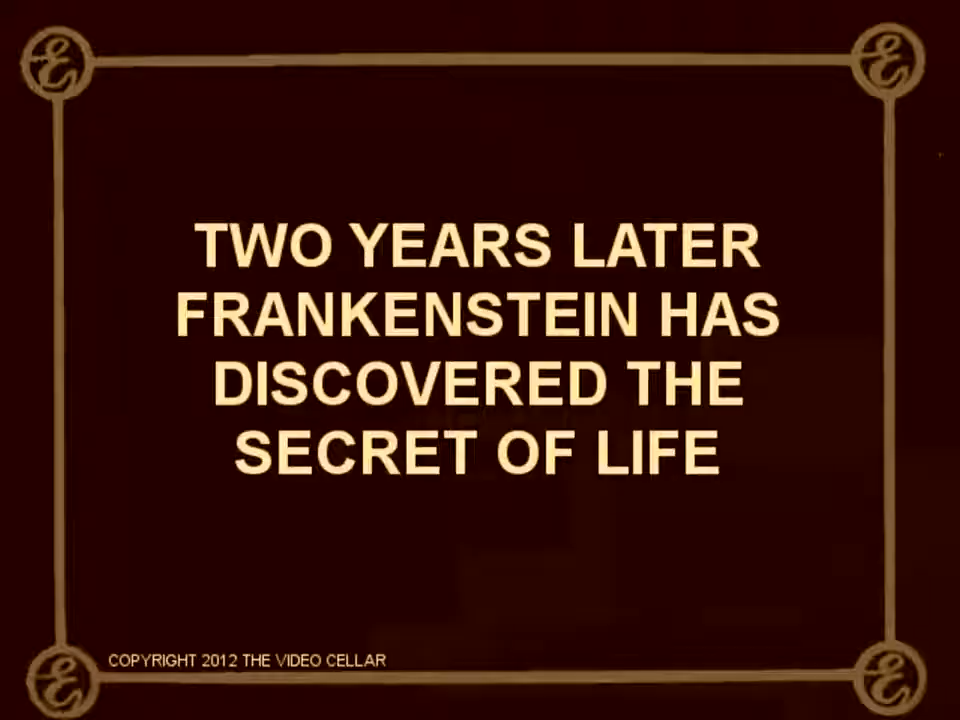 TWO YEARS LATER
FRANKENSTEIN HAS
DISCOVERED THE
SECRET OF LIFE
COPYRIGHT 2012 THE VIDEO CELLAR